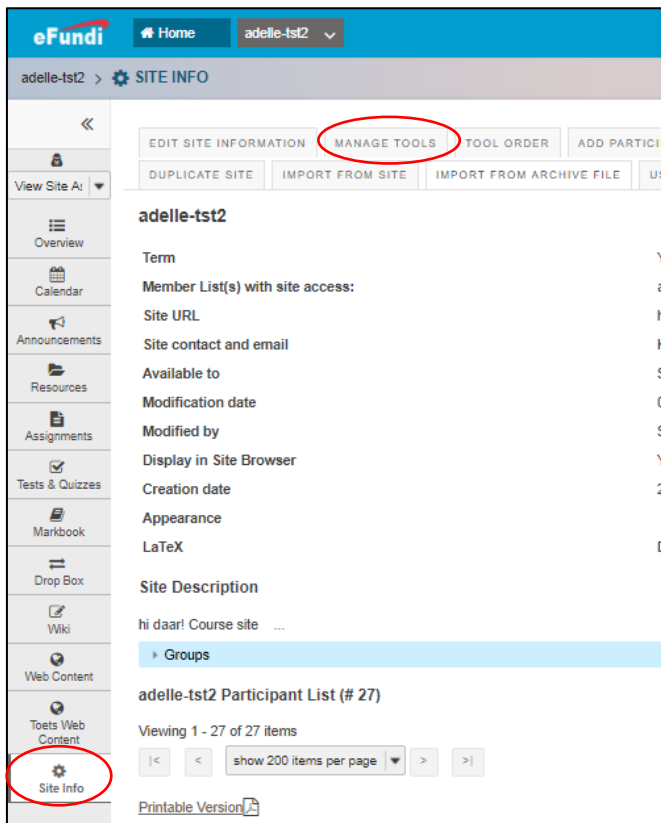 eFundi
Home
adelle-tst2
adelle-tst2 > SITE INFO
«
View Site As
Overview
Calendar
Announcements
Resources
Assignments
Tests & Quizzes
Markbook
Drop Box
Wiki
Web Content
Toets Web
Content
Site Info
EDIT SITE INFORMATION MANAGE TOOLS TOOL ORDER ADD PARTICI
DUPLICATE SITE IMPORT FROM SITE IMPORT FROM ARCHIVE FILE US
adelle-tst2
Term
Member List(s) with site access:
Site URL
Site contact and email
Available to
Modification date
Modified by
Display in Site Browser
Creation date
Appearance
LaTeX
Site Description
hi daar! Course site ...
Groups
adelle-tst2 Participant List (# 27)
Viewing 1 - 27 of 27 items
|< < show 200 items per page > >|
Printable Version